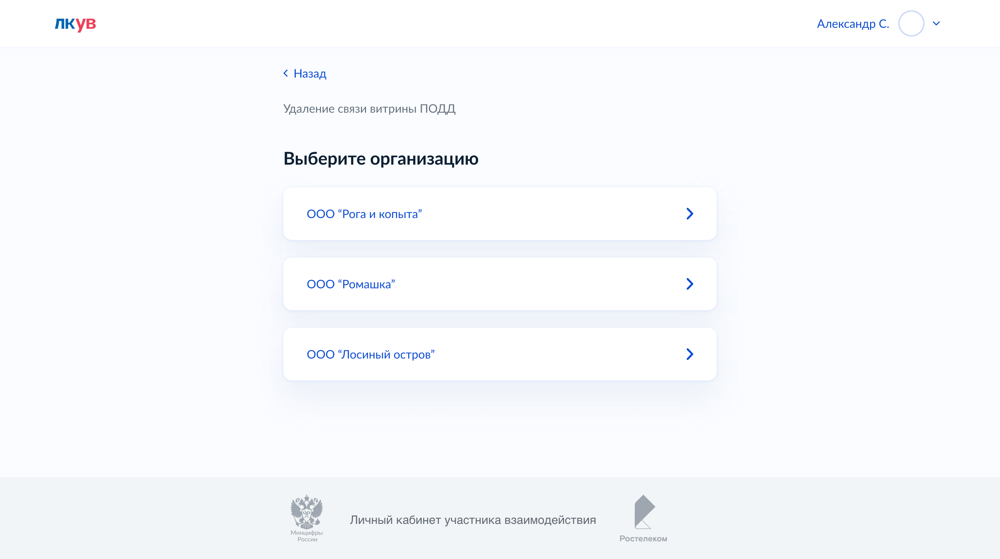 лкув
Александр С.
Назад
Удаление связи витрины ПОДД
Выберите организацию
ООО “Рога и копыта”
ООО “Ромашка”
ООО “Лосиный остров”
Минцифры
России
Личный кабинет участника взаимодействия
Ростелеком